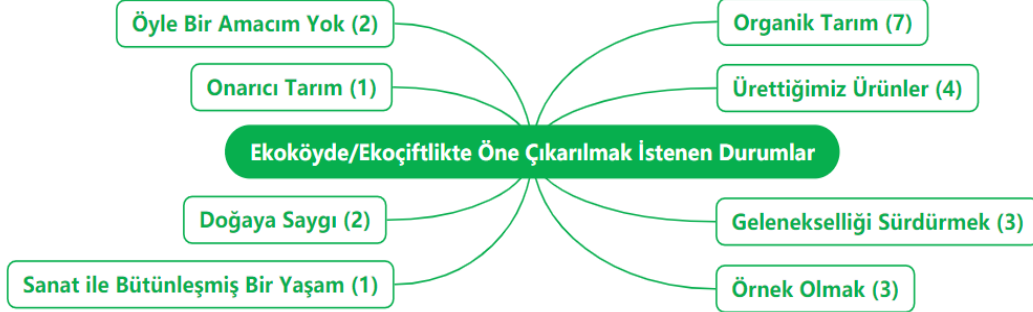 Öyle Bir Amacım Yok (2)
Organik Tarım (7)
Onarıcı Tarım (1)
Ürettiğimiz Ürünler (4)
Ekoköyde/Ekoçiftlikte Öne Çıkarılmak İstenen Durumlar
Doğaya Saygı (2)
Gelenekselliği Sürdürmek (3)
Sanat ile Bütünleşmiş Bir Yaşam (1)
Örnek Olmak (3)